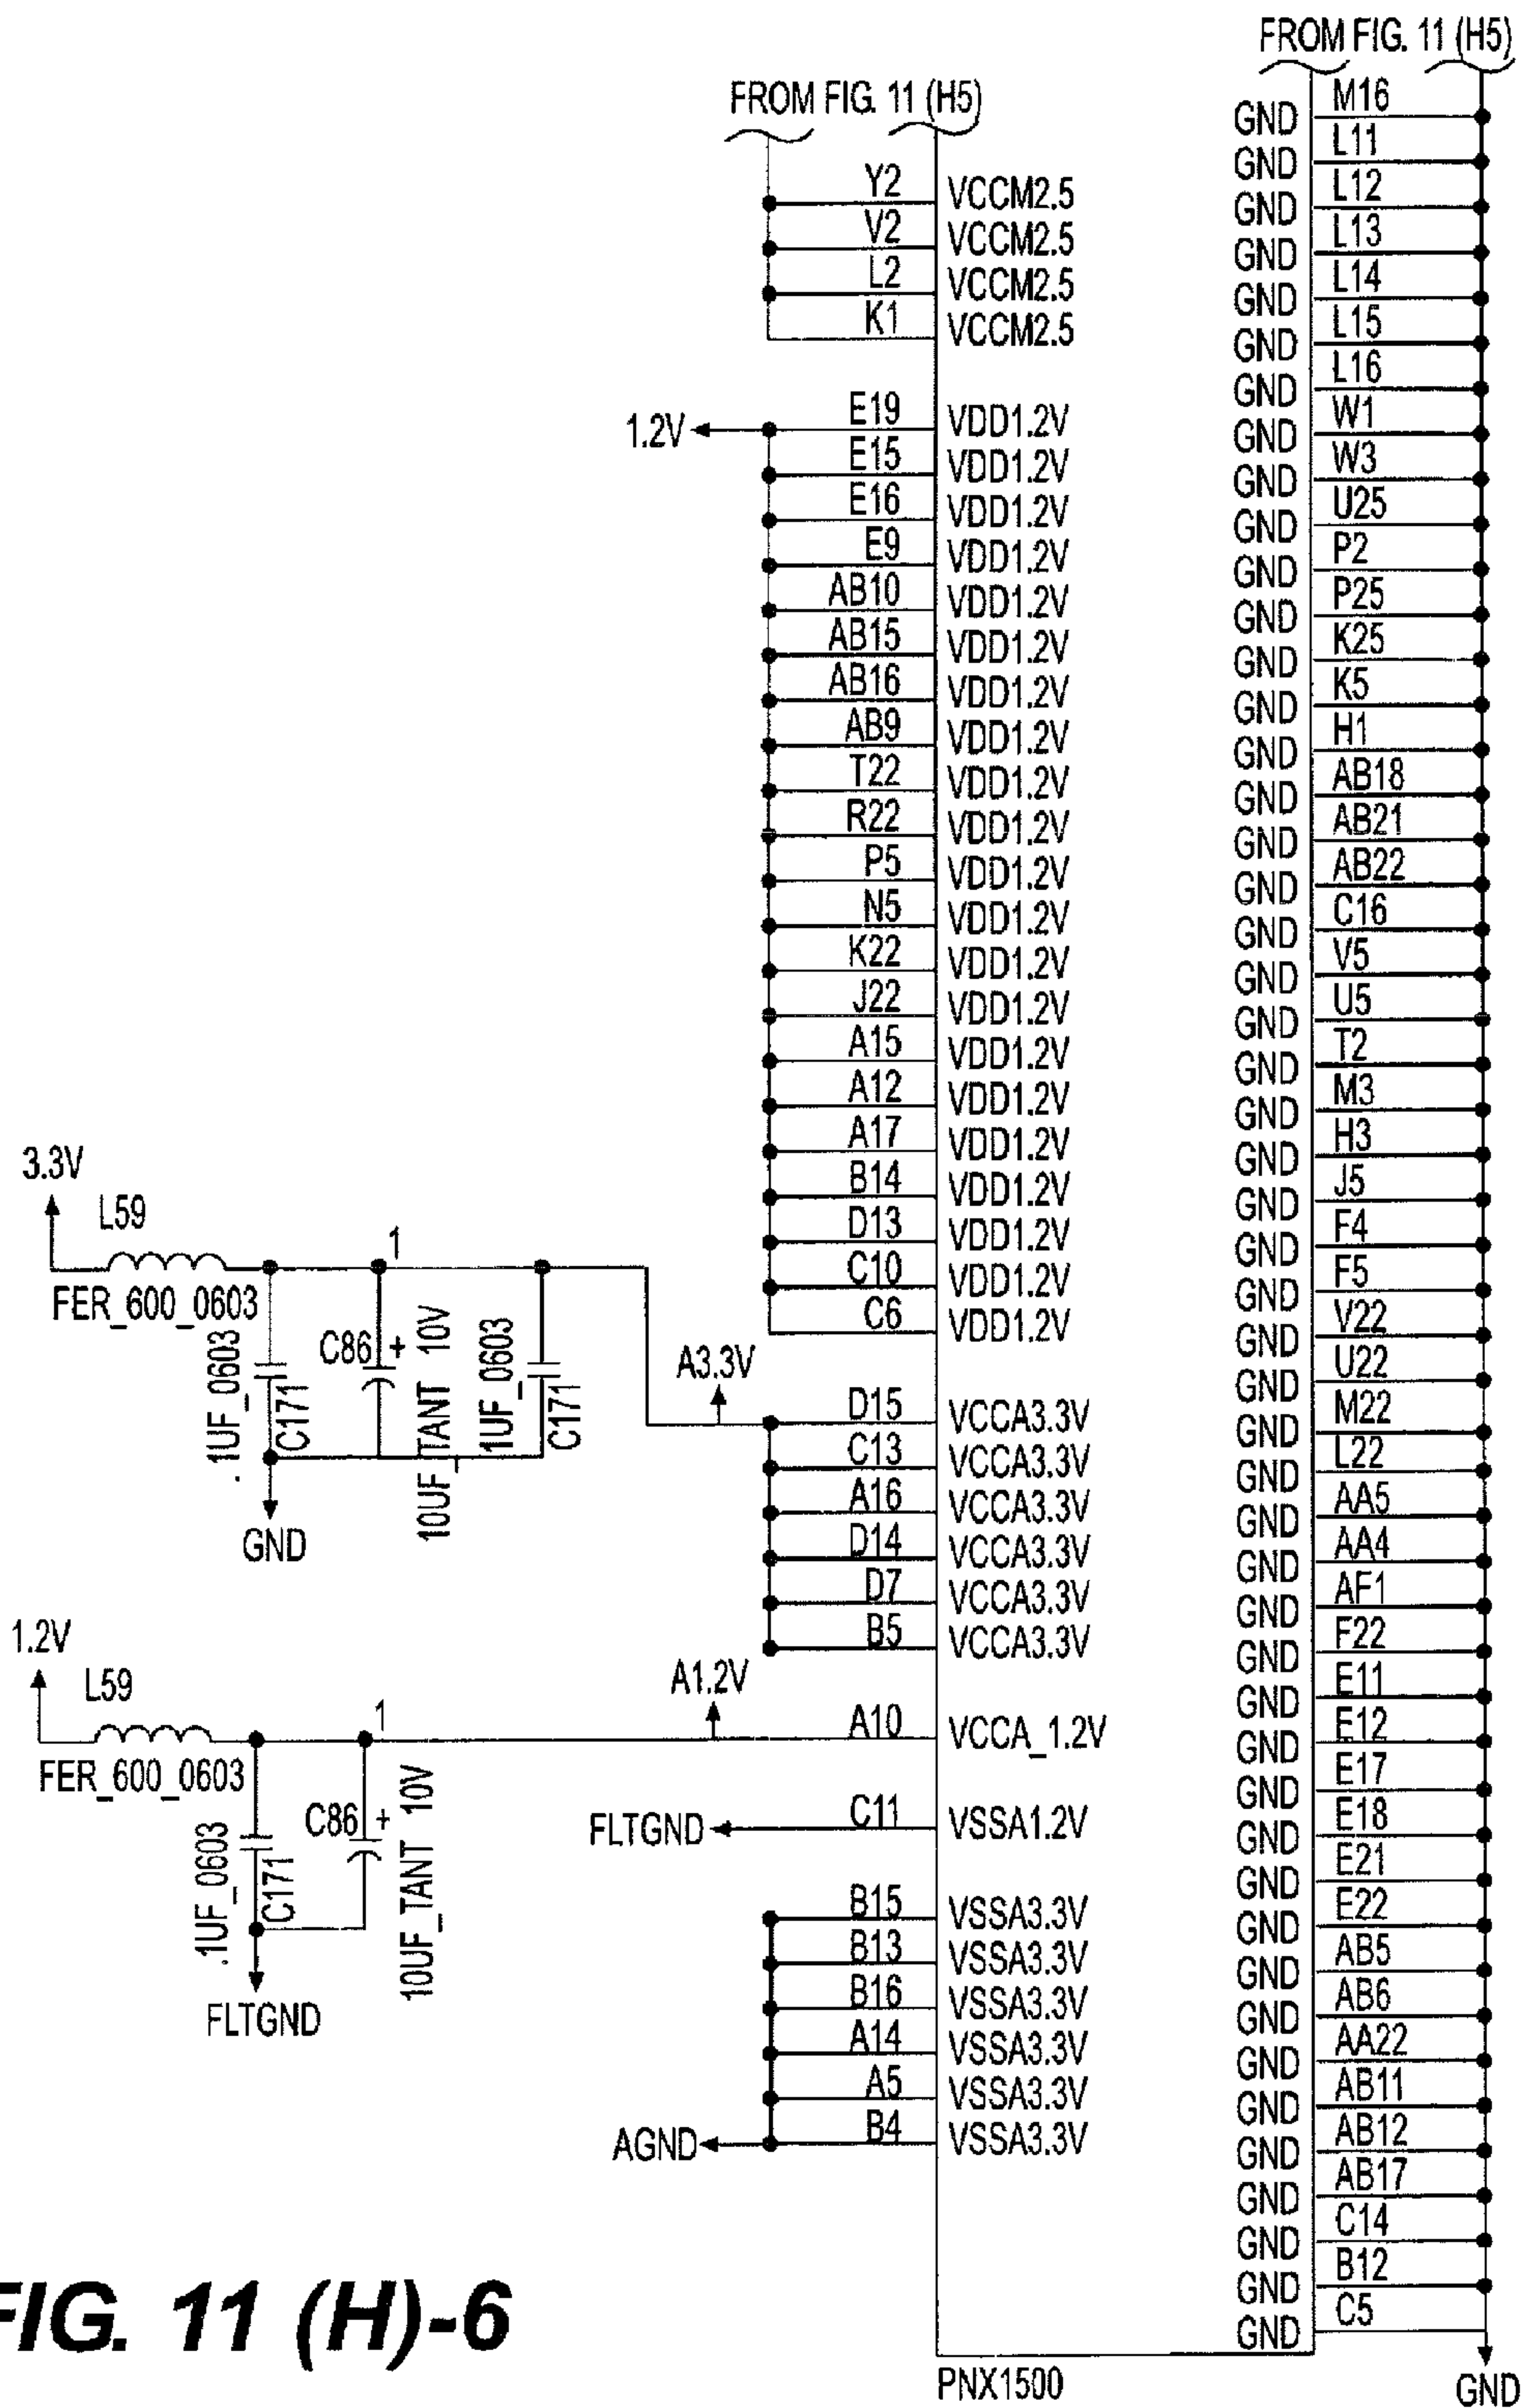 FROM FIG. 11 (H5)
FROM FIG. 11 (H5)
Y2 VCCM2.5
V2 VCCM2.5
L2 VCCM2.5
K1 VCCM2.5
1.2V
E19 VDD1.2V
E15 VDD1.2V
E16 VDD1.2V
E9 VDD1.2V
AB10 VDD1.2V
AB15 VDD1.2V
AB16 VDD1.2V
AB9 VDD1.2V
T22 VDD1.2V
R22 VDD1.2V
P5 VDD1.2V
N5 VDD1.2V
K22 VDD1.2V
J22 VDD1.2V
A15 VDD1.2V
A12 VDD1.2V
A17 VDD1.2V
B14 VDD1.2V
D13 VDD1.2V
C10 VDD1.2V
C6 VDD1.2V
3.3V
L59
FER_600_0603
1
.1UF_0603
C171
C86 +
10UF_TANT 10V
.1UF_0603
C171
GND
A3.3V
D15 VCCA3.3V
C13 VCCA3.3V
A16 VCCA3.3V
D14 VCCA3.3V
D7 VCCA3.3V
B5 VCCA3.3V
1.2V
L59
FER_600_0603
1
.1UF_0603
C171
C86 +
10UF_TANT 10V
FLTGND
A1.2V
A10 VCCA_1.2V
FLTGND
C11 VSSA1.2V
B15 VSSA3.3V
B13 VSSA3.3V
B16 VSSA3.3V
A14 VSSA3.3V
A5 VSSA3.3V
AGND
B4 VSSA3.3V
GND M16
GND L11
GND L12
GND L13
GND L14
GND L15
GND L16
GND W1
GND W3
GND U25
GND P2
GND P25
GND K25
GND K5
GND H1
GND AB18
GND AB21
GND AB22
GND C16
GND V5
GND U5
GND T2
GND M3
GND H3
GND J5
GND F4
GND F5
GND V22
GND U22
GND M22
GND L22
GND AA5
GND AA4
GND AF1
GND F22
GND E11
GND E12
GND E17
GND E18
GND E21
GND E22
GND AB5
GND AB6
GND AA22
GND AB11
GND AB12
GND AB17
GND C14
GND B12
GND C5
GND
PNX1500
FIG. 11 (H)-6